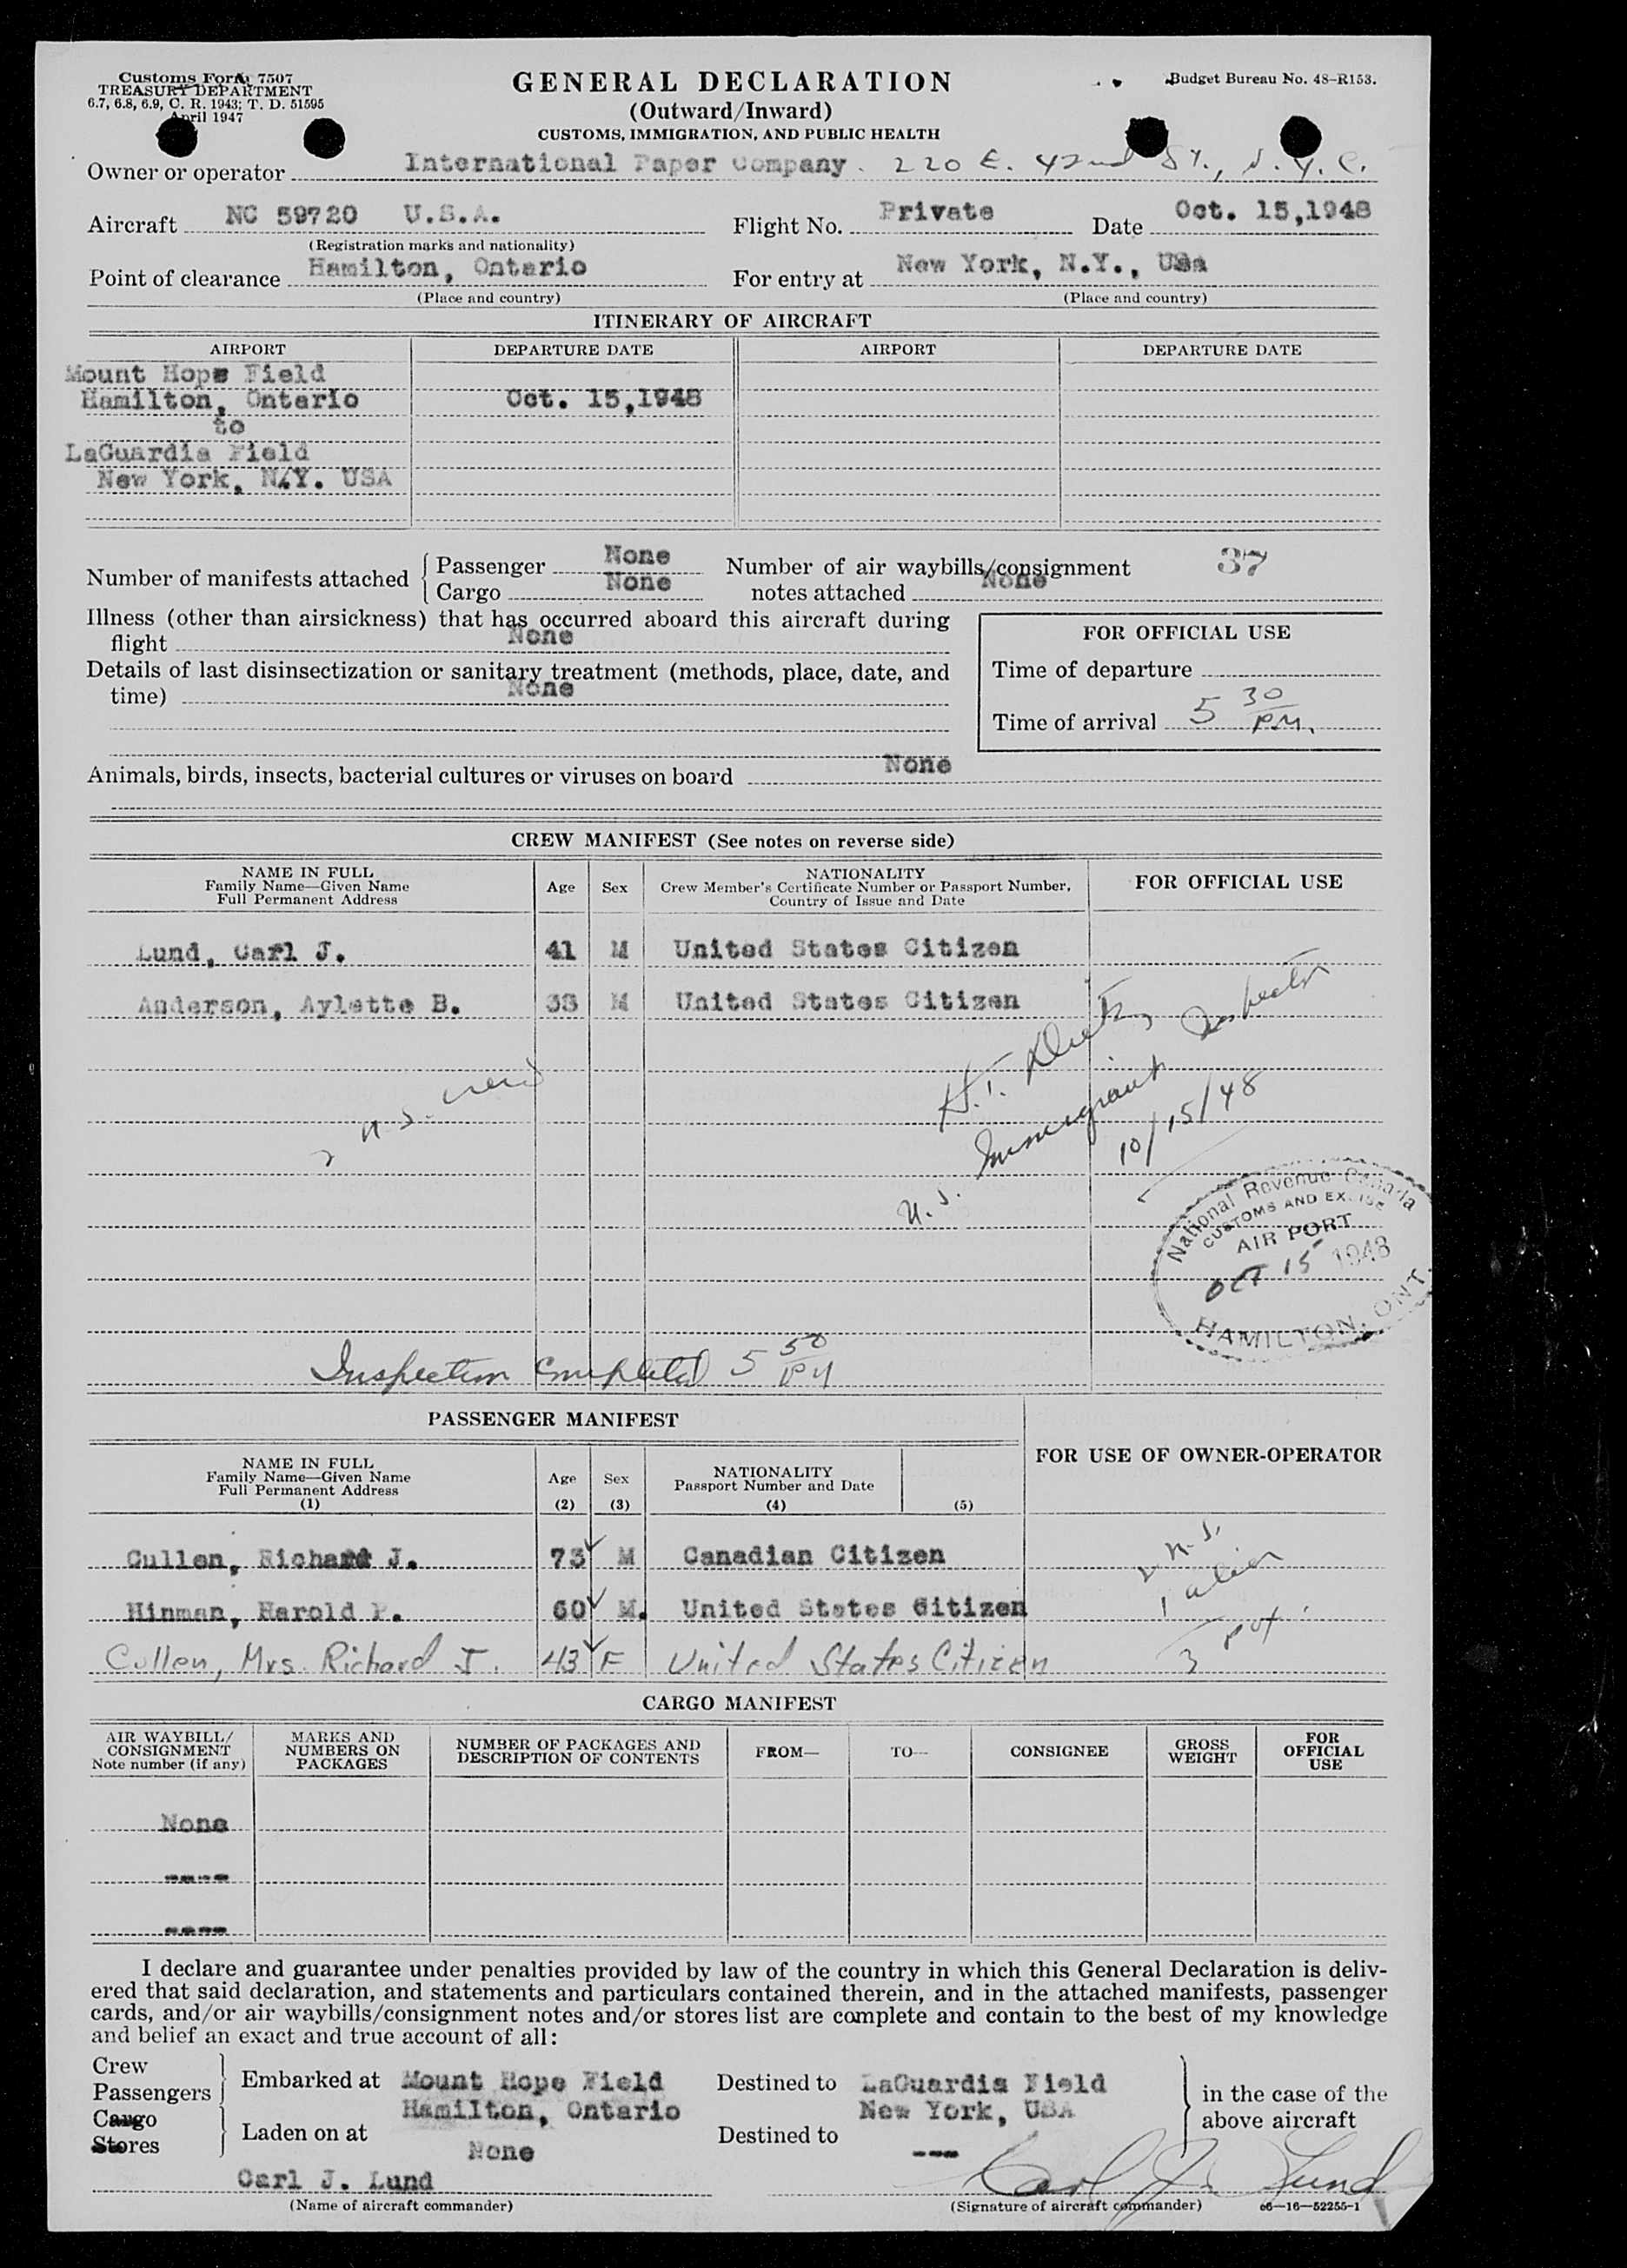 Customs Form 7507
TREASURY DEPARTMENT
6.7, 6.8, 6.9, C. R. 1943; T. D. 51595
April 1947
GENERAL DECLARATION
(Outward/Inward)
CUSTOMS, IMMIGRATION, AND PUBLIC HEALTH
Budget Bureau No. 48-R153.
Owner or operator International Paper Company. 220 E. 42nd St., N.Y.C.
Aircraft NC 59720 U.S.A. Flight No. Private Date Oct. 15,1948
(Registration marks and nationality)
Point of clearance Hamilton, Ontario For entry at New York, N.Y., USa
(Place and country) (Place and country)
ITINERARY OF AIRCRAFT
AIRPORT DEPARTURE DATE AIRPORT DEPARTURE DATE
Mount Hope Field
Hamilton, Ontario Oct. 15,1948
to
LaGuardia Field
New York, N/Y. USA
Number of manifests attached Passenger None Number of air waybills/consignment 37
Cargo None notes attached None
Illness (other than airsickness) that has occurred aboard this aircraft during
flight None
FOR OFFICIAL USE
Details of last disinsectization or sanitary treatment (methods, place, date, and
time) None
Time of departure
Time of arrival 5 30 PM.
Animals, birds, insects, bacterial cultures or viruses on board None
CREW MANIFEST (See notes on reverse side)
NAME IN FULL
Family Name—Given Name
Full Permanent Address
Age
Sex
NATIONALITY
Crew Member's Certificate Number or Passport Number,
Country of Issue and Date
FOR OFFICIAL USE
Lund, Carl J. 41 M United States Citizen
Anderson, Aylette B. 38 M United States Citizen
2 U.S. crew
H.T.
U.S. Immigrant Inspector
10/15/48
National Revenue Canada
CUSTOMS AND EXCISE
AIR PORT
OCT 15 1948
HAMILTON, ONT.
Inspection Completed 5 50 PM
PASSENGER MANIFEST
FOR USE OF OWNER-OPERATOR
NAME IN FULL
Family Name—Given Name
Full Permanent Address
(1)
Age
(2)
Sex
(3)
NATIONALITY
Passport Number and Date
(4)
(5)
Cullen, Richard J. 73 M Canadian Citizen
Hinman, Harold P. 60 M. United States Citizen
Cullen, Mrs. Richard J. 43 F United States Citizen
2 U.S.
1 alien
3
CARGO MANIFEST
AIR WAYBILL/
CONSIGNMENT
Note number (if any)
MARKS AND
NUMBERS ON
PACKAGES
NUMBER OF PACKAGES AND
DESCRIPTION OF CONTENTS
FROM—
TO—
CONSIGNEE
GROSS
WEIGHT
FOR
OFFICIAL
USE
None
----
----
I declare and guarantee under penalties provided by law of the country in which this General Declaration is deliv-
ered that said declaration, and statements and particulars contained therein, and in the attached manifests, passenger
cards, and/or air waybills/consignment notes and/or stores list are complete and contain to the best of my knowledge
and belief an exact and true account of all:
Crew
Passengers Embarked at Mount Hope Field Destined to LaGuardia Field in the case of the
Hamilton, Ontario New York, USA above aircraft
Cargo
Stores Laden on at None Destined to ---
Carl J. Lund Carl J. Lund
(Name of aircraft commander) (Signature of aircraft commander) 66—16—52255-1